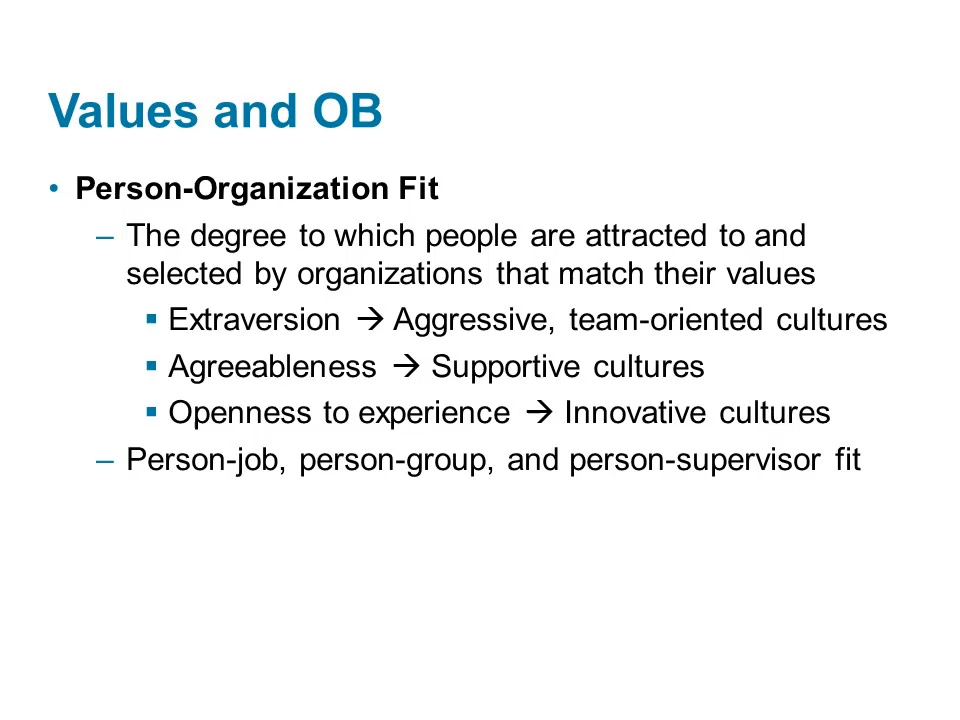 Values and OB
• Person-Organization Fit
– The degree to which people are attracted to and
selected by organizations that match their values
▪ Extraversion → Aggressive, team-oriented cultures
▪ Agreeableness → Supportive cultures
▪ Openness to experience → Innovative cultures
– Person-job, person-group, and person-supervisor fit